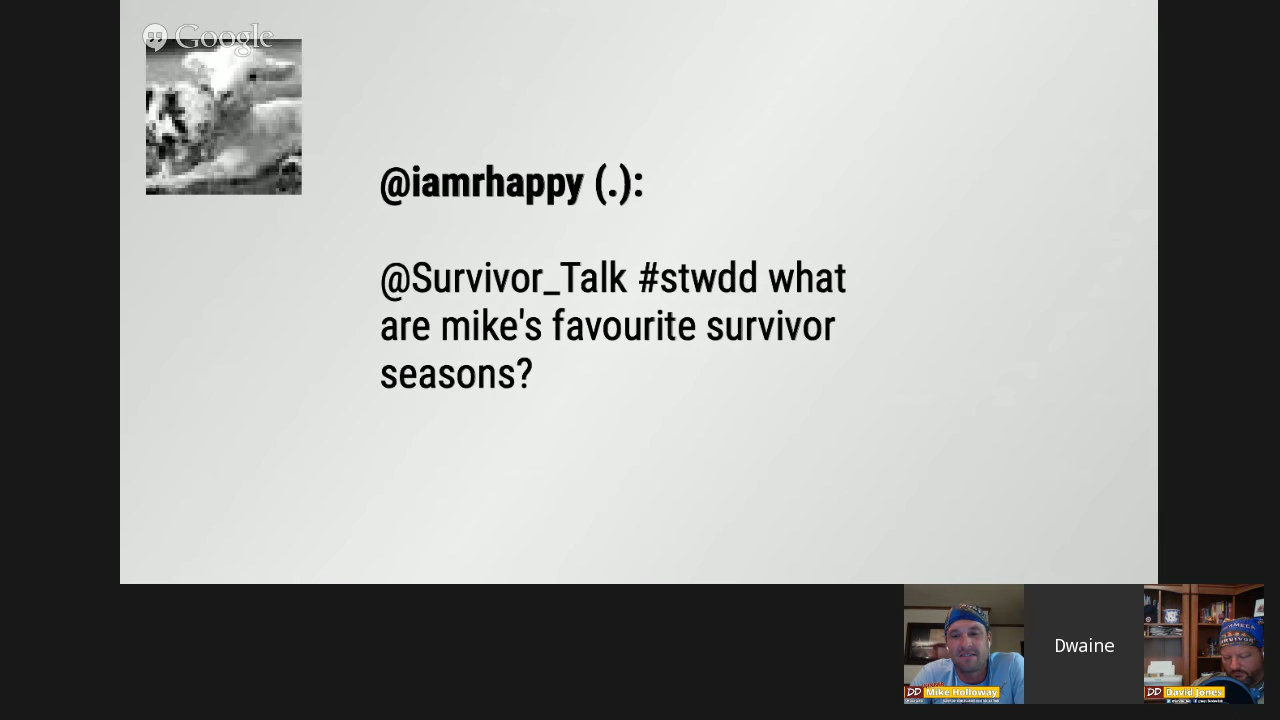 Google
@iamrhappy (.):
@Survivor_Talk #stwdd what
are mike's favourite survivor
seasons?
Dwaine
DD Mike Holloway
DD David Jones